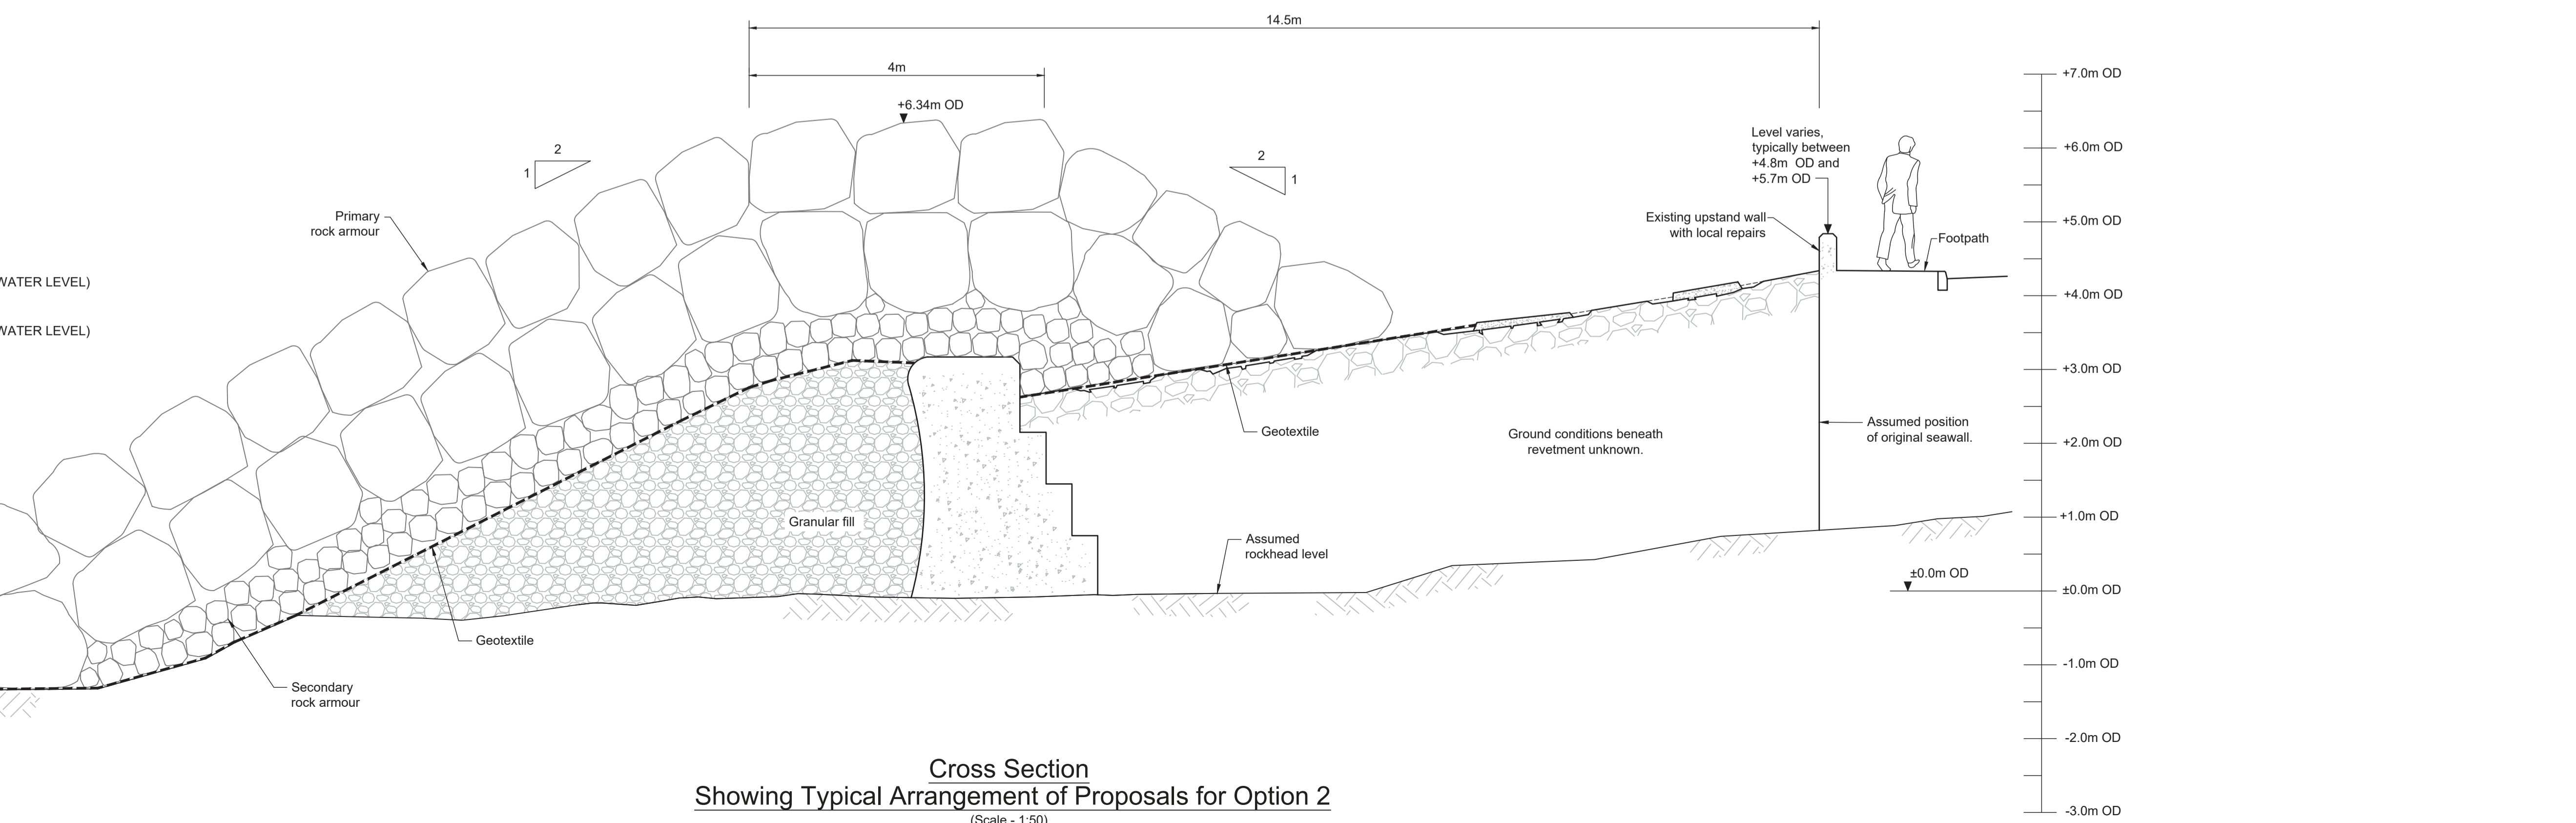 14.5m
4m
+7.0m OD
+6.34m OD
Level varies,
typically between
+4.8m  OD and
+5.7m OD
+6.0m OD
2
1
2
1
Primary
rock armour
Existing upstand wall
with local repairs
+5.0m OD
Footpath
WATER LEVEL)
+4.0m OD
WATER LEVEL)
+3.0m OD
Geotextile
Ground conditions beneath
revetment unknown.
Assumed position
of original seawall.
+2.0m OD
Granular fill
+1.0m OD
Assumed
rockhead level
±0.0m OD
±0.0m OD
Geotextile
-1.0m OD
Secondary
rock armour
-2.0m OD
Cross Section
Showing Typical Arrangement of Proposals for Option 2
(Scale - 1:50)
-3.0m OD